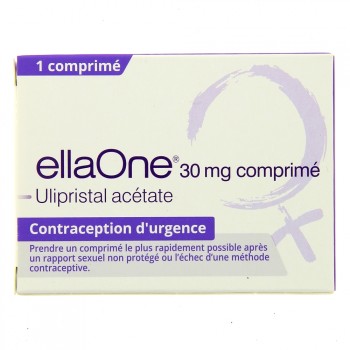 1 comprimé
ellaOne® 30 mg comprimé
Ulipristal acétate
Contraception d'urgence
Prendre un comprimé le plus rapidement possible après
un rapport sexuel non protégé ou l'échec d'une méthode
contraceptive.